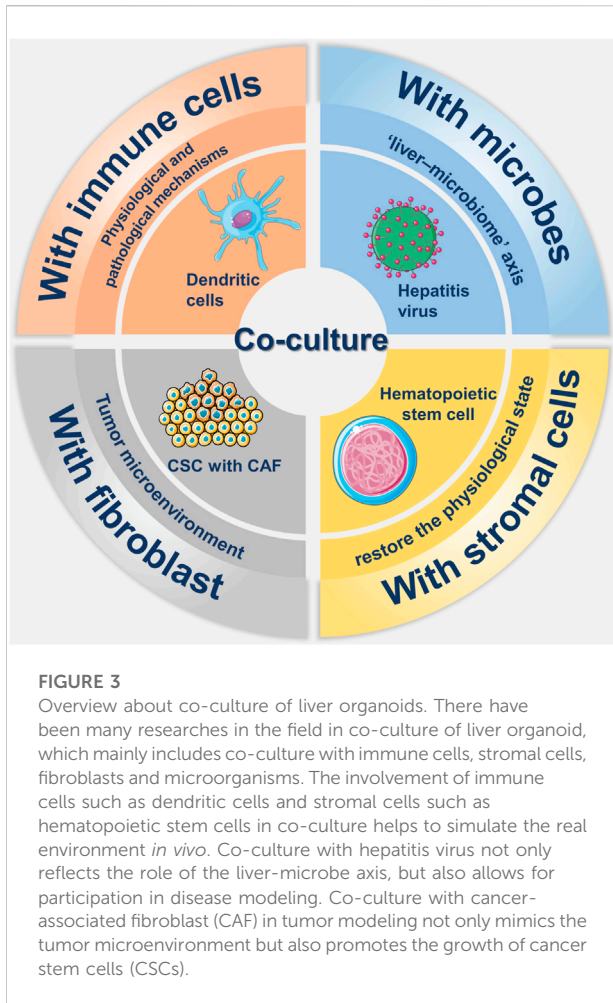 With immune cells
Physiological and
pathological mechanisms
Dendritic
cells
With microbes
'liver–microbiome' axis
Hepatitis
virus
Co-culture
With fibroblast
Tumor microenvironment
CSC with CAF
Hematopoietic
stem cell
restore the physiological state
With stromal cells
FIGURE 3
Overview about co-culture of liver organoids. There have
been many researches in the field in co-culture of liver organoid,
which mainly includes co-culture with immune cells, stromal cells,
fibroblasts and microorganisms. The involvement of immune
cells such as dendritic cells and stromal cells such as
hematopoietic stem cells in co-culture helps to simulate the real
environment in vivo. Co-culture with hepatitis virus not only
reflects the role of the liver-microbe axis, but also allows for
participation in disease modeling. Co-culture with cancer-
associated fibroblast (CAF) in tumor modeling not only mimics the
tumor microenvironment but also promotes the growth of cancer
stem cells (CSCs).